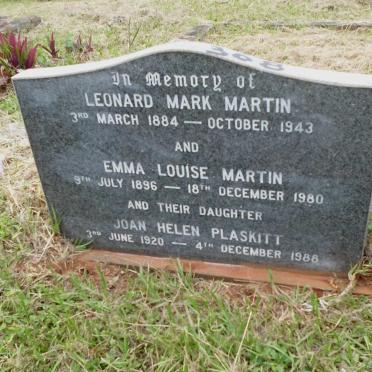 308
In Memory of
LEONARD MARK MARTIN
3RD MARCH 1884 — OCTOBER 1943
AND
EMMA LOUISE MARTIN
9TH JULY 1896 — 18TH DECEMBER 1980
AND THEIR DAUGHTER
JOAN HELEN PLASKITT
3RD JUNE 1920 — 4TH DECEMBER 1988